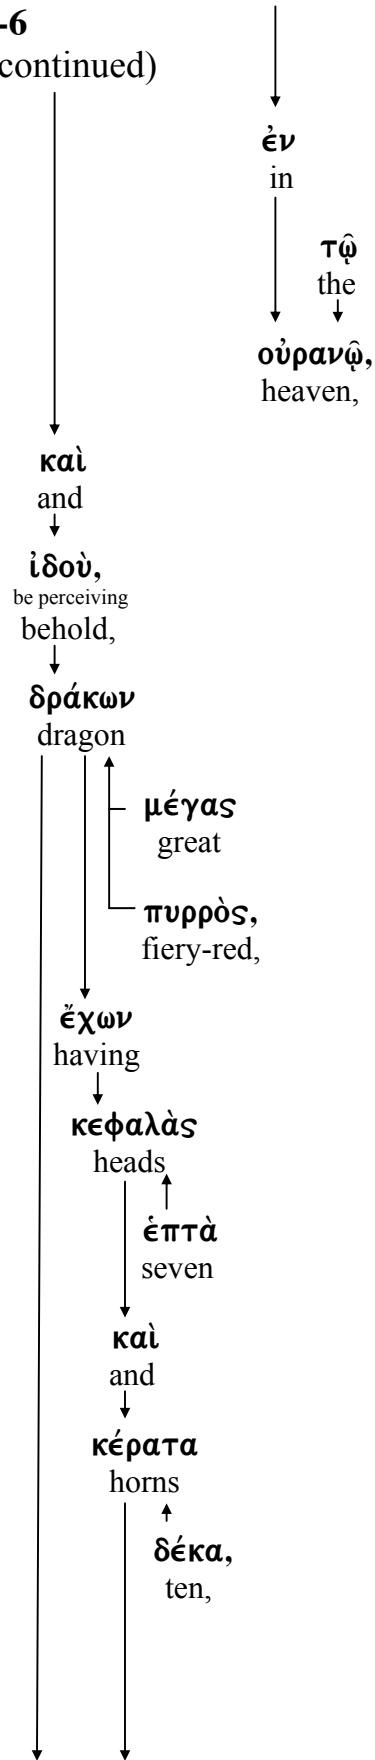 -6
continued)
ἐν
in
τῷ
the
οὐρανῷ,
heaven,
καὶ
and
ἰδοὺ,
be perceiving
behold,
δράκων
dragon
μέγας
great
πυρρὸς,
fiery-red,
ἔχων
having
κεφαλὰς
heads
ἑπτὰ
seven
καὶ
and
κέρατα
horns
δέκα,
ten,